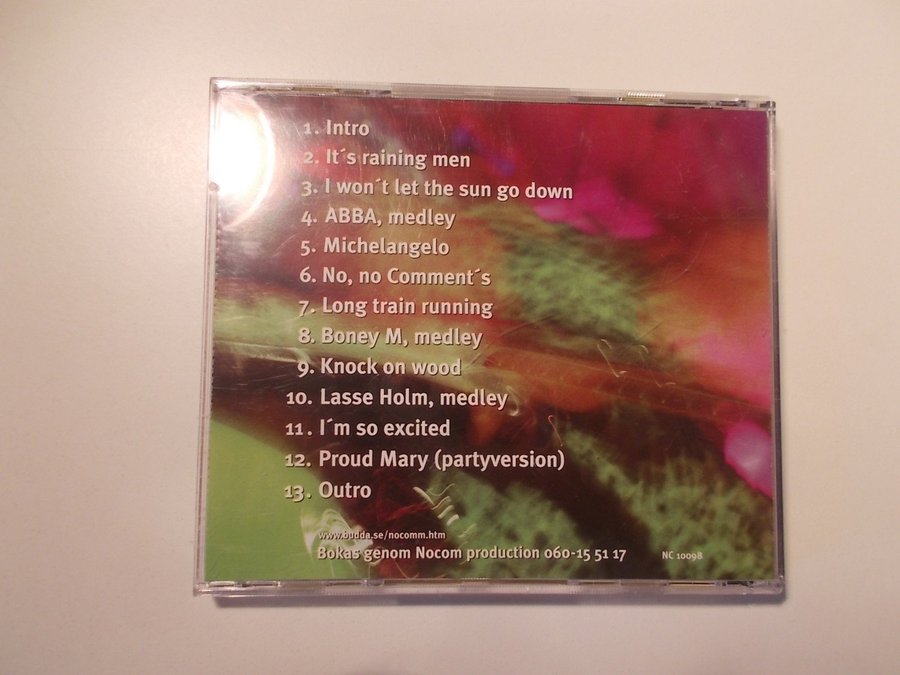 1. Intro
2. It´s raining men
3. I won´t let the sun go down
4. ABBA, medley
5. Michelangelo
6. No, no Comment´s
7. Long train running
8. Boney M, medley
9. Knock on wood
10. Lasse Holm, medley
11. I´m so excited
12. Proud Mary (partyversion)
13. Outro
www.budda.se/nocomm.htm
Bokas genom Nocom production 060-15 51 17 NC 10098